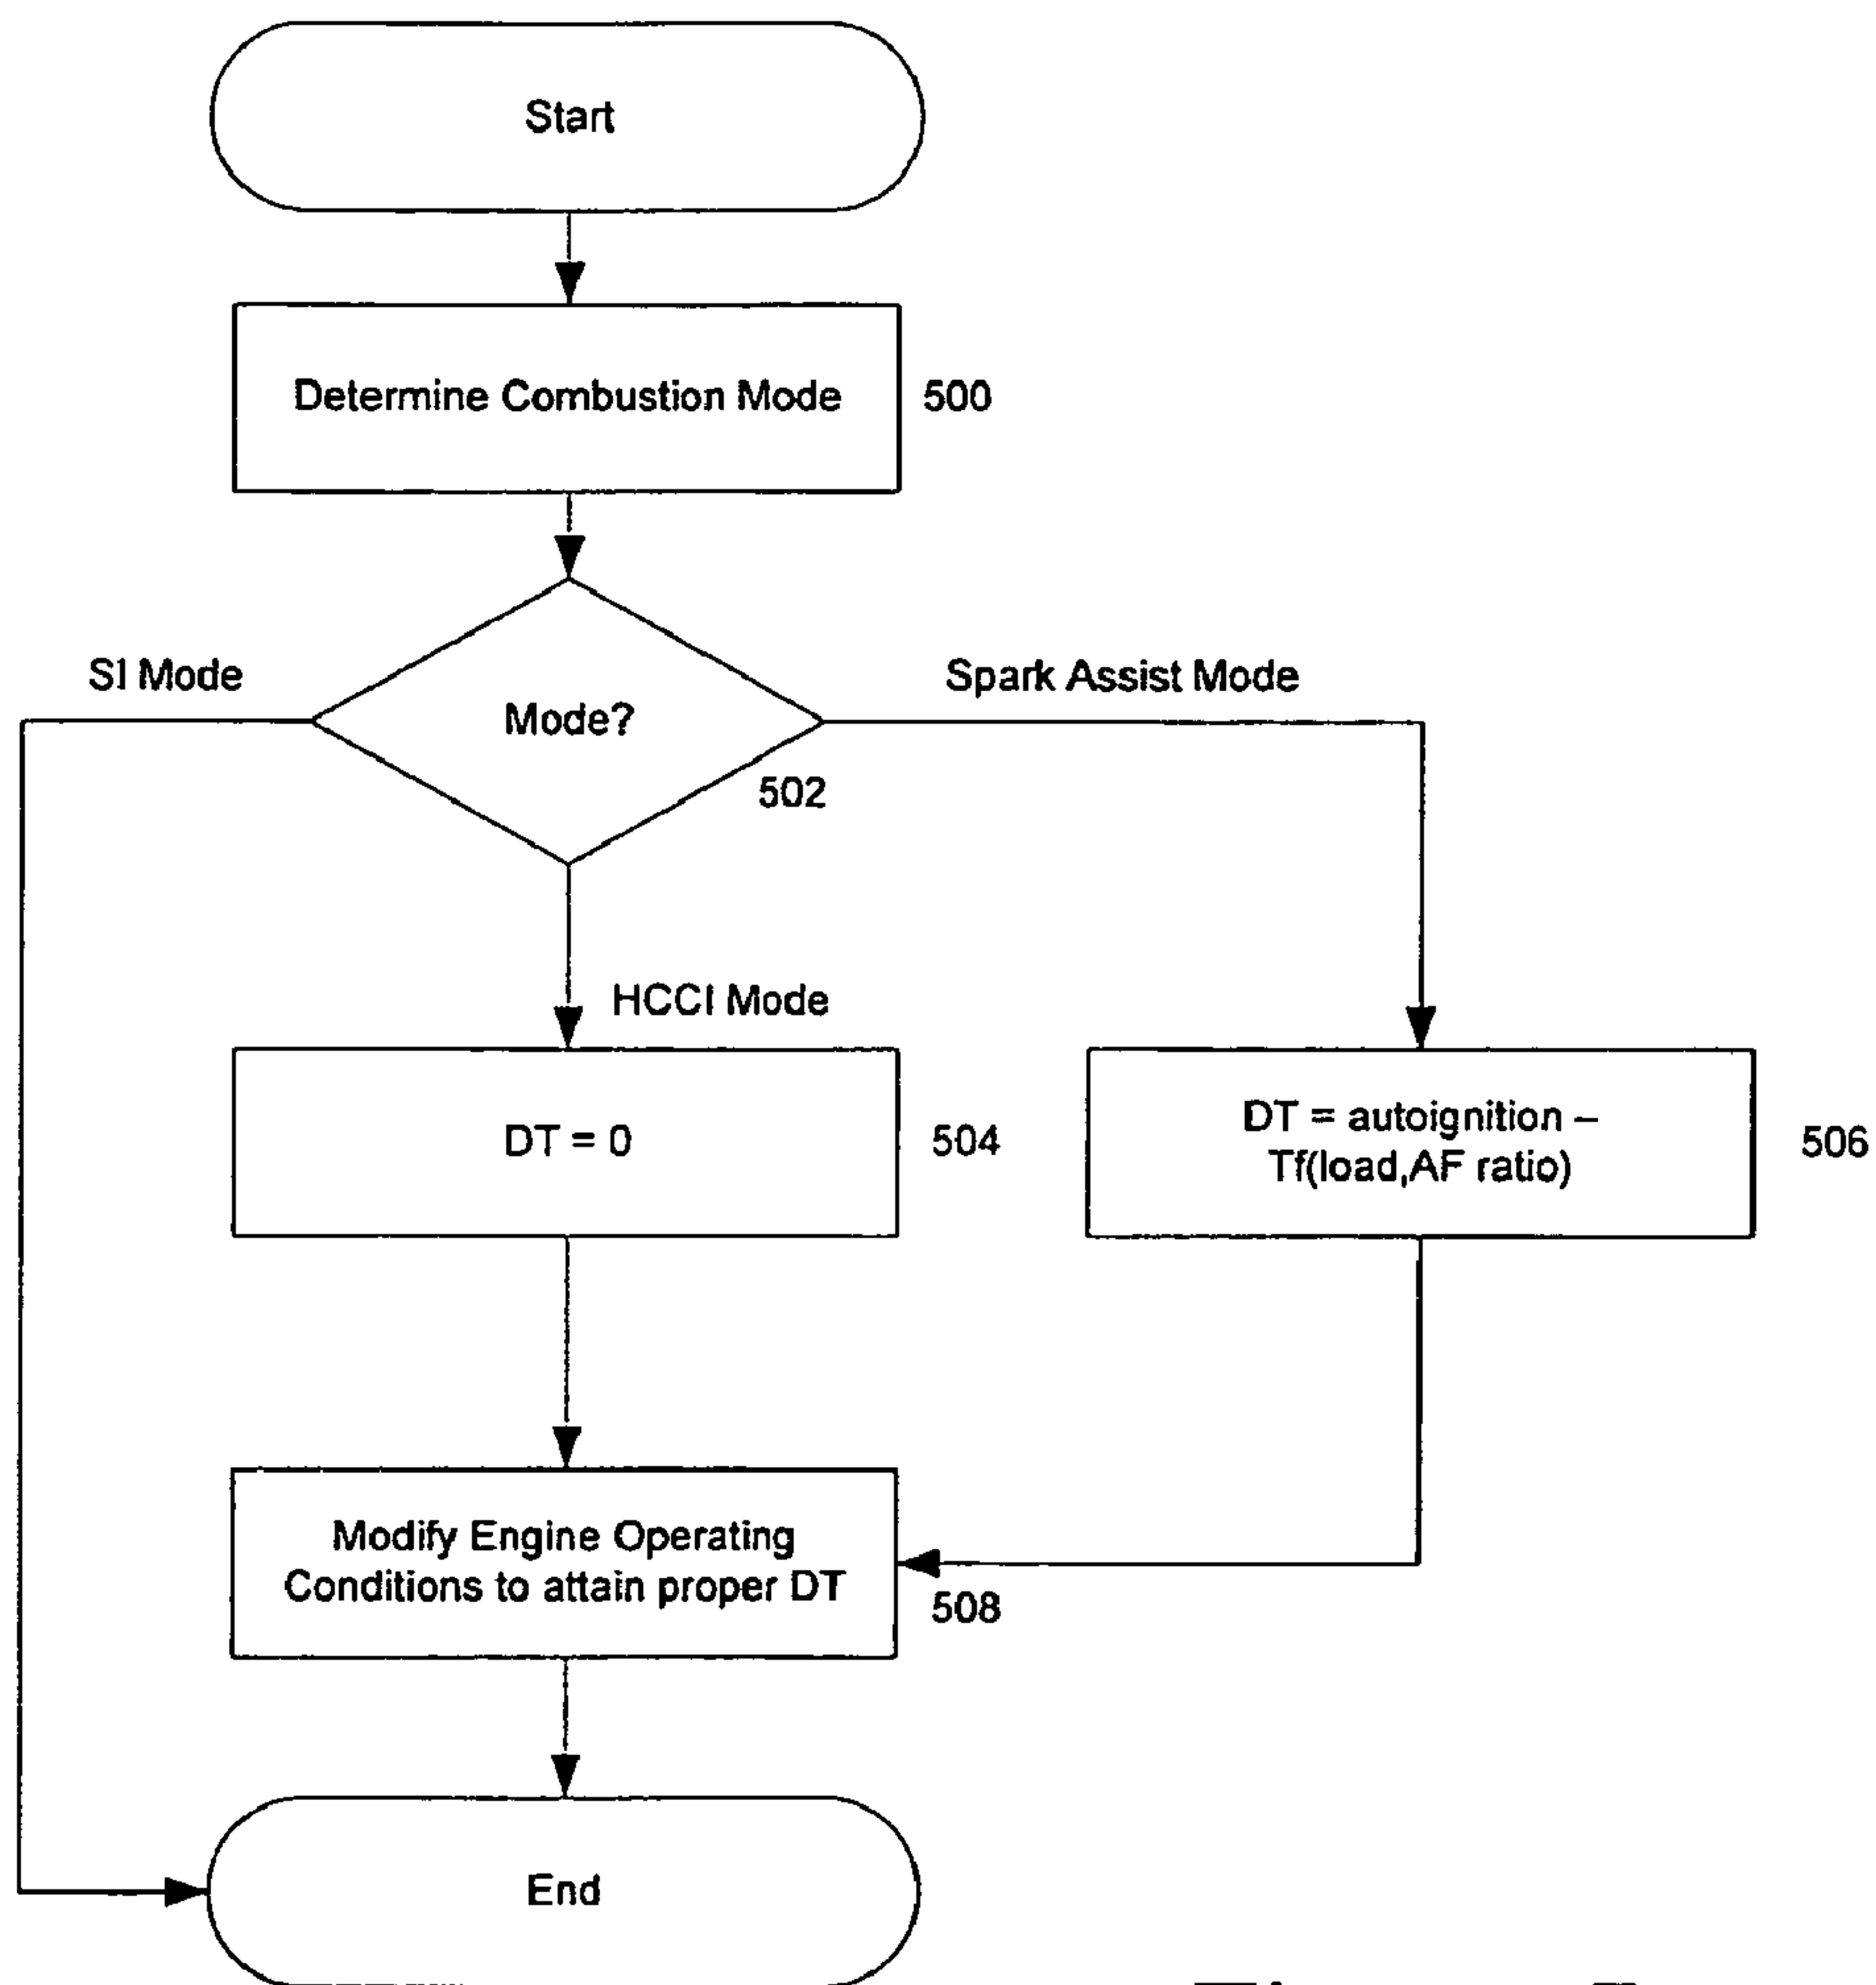 Start
Determine Combustion Mode
500
SI Mode
Mode?
Spark Assist Mode
502
HCCI Mode
DT = 0
504
DT = autoignition –
Tf(load,AF ratio)
506
Modify Engine Operating
Conditions to attain proper DT
508
End